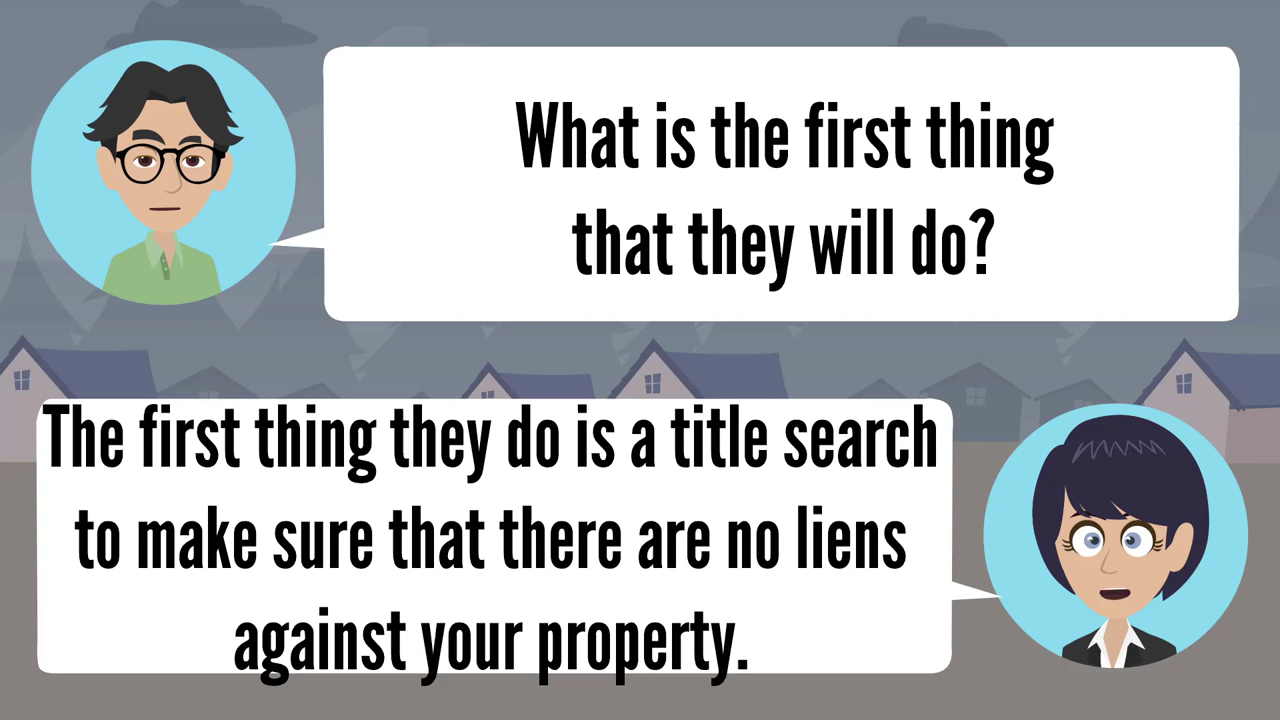 What is the first thing
that they will do?
The first thing they do is a title search
to make sure that there are no liens
against your property.